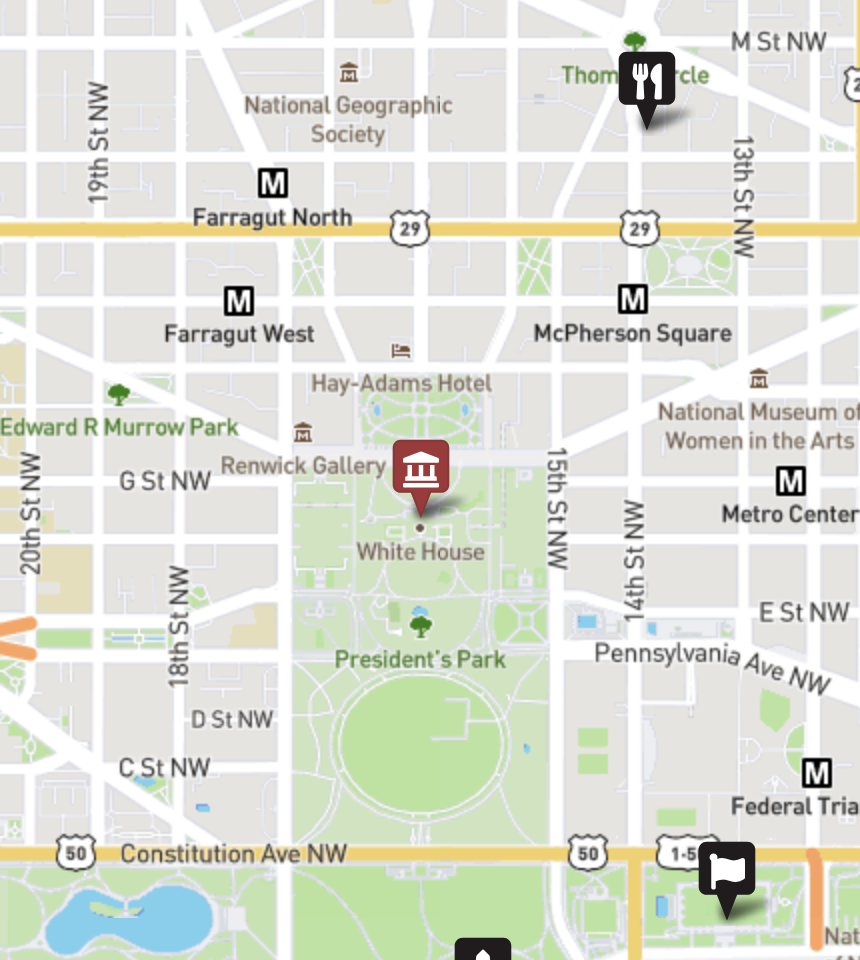 M St NW
2
National Geographic
Society
19th St NW
13th St NW
M
Farragut North
29
29
M
Farragut West
M
McPherson Square
Hay-Adams Hotel
Edward R Murrow Park
National Museum of
Women in the Arts
Renwick Gallery
G St NW
20th St NW
15th St NW
M
Metro Center
14th St NW
White House
18th St NW
E St NW
President's Park
Pennsylvania Ave NW
D St NW
C St NW
M
Federal Tria
50
Constitution Ave NW
50
1-5
Nat